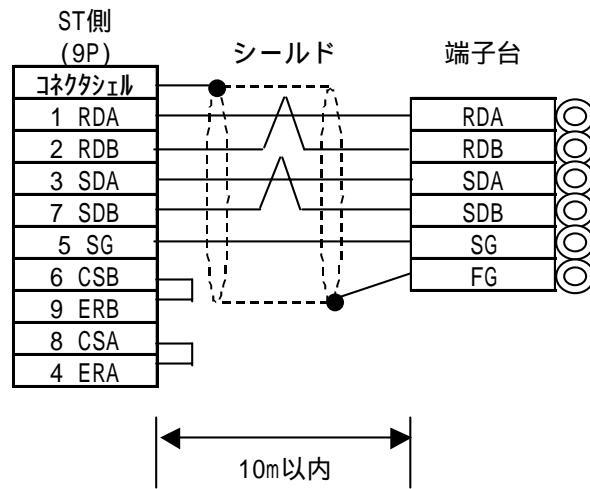 ST側
(9P)
シールド
端子台
コネクタシェル
1 RDA
2 RDB
3 SDA
7 SDB
5 SG
6 CSB
9 ERB
8 CSA
4 ERA
RDA
RDB
SDA
SDB
SG
FG
10m以内